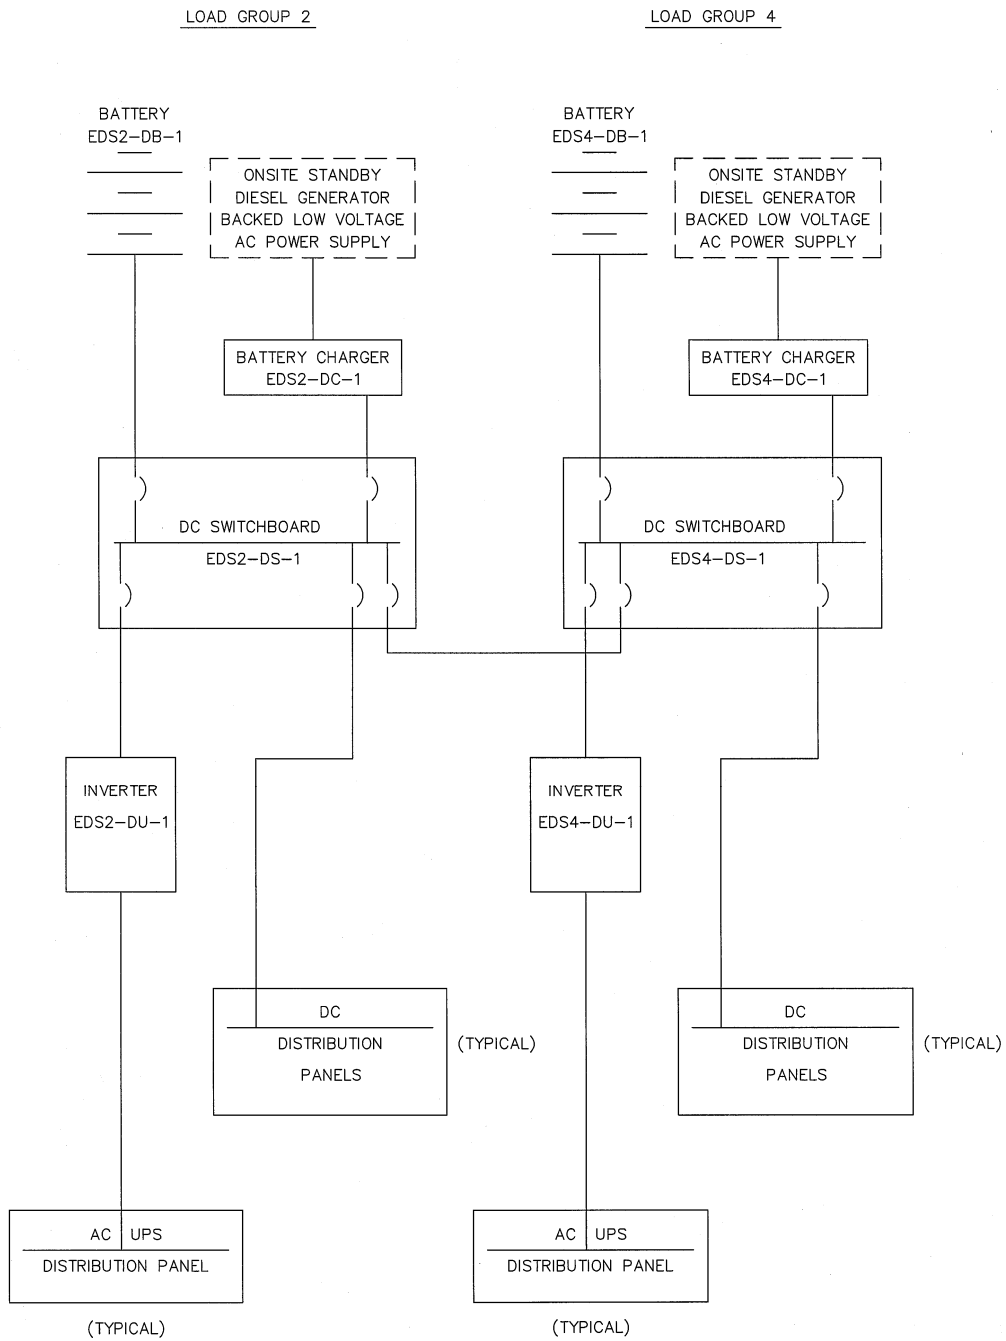 LOAD GROUP 2
LOAD GROUP 4
BATTERY
EDS2-DB-1
ONSITE STANDBY
DIESEL GENERATOR
BACKED LOW VOLTAGE
AC POWER SUPPLY
BATTERY
EDS4-DB-1
ONSITE STANDBY
DIESEL GENERATOR
BACKED LOW VOLTAGE
AC POWER SUPPLY
BATTERY CHARGER
EDS2-DC-1
BATTERY CHARGER
EDS4-DC-1
DC SWITCHBOARD
EDS2-DS-1
DC SWITCHBOARD
EDS4-DS-1
INVERTER
EDS2-DU-1
INVERTER
EDS4-DU-1
DC
DISTRIBUTION
PANELS
(TYPICAL)
DC
DISTRIBUTION
PANELS
(TYPICAL)
AC UPS
DISTRIBUTION PANEL
(TYPICAL)
AC UPS
DISTRIBUTION PANEL
(TYPICAL)